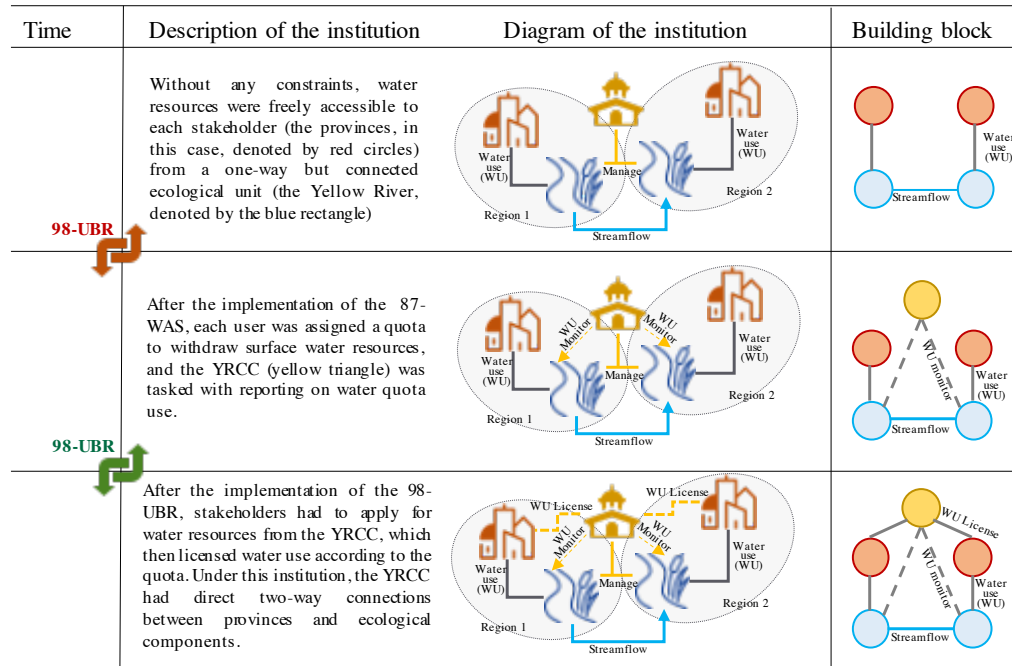 Time
Description of the institution
Diagram of the institution
Building block
Without any constraints, water
resources were freely accessible to
each stakeholder (the provinces, in
this case, denoted by red circles)
from a one-way but connected
ecological unit (the Yellow River,
denoted by the blue rectangle)
Water
use
(WU)
Manage
Water
use
(WU)
Region 1
Region 2
Streamflow
Water
use
(WU)
Streamflow
98-UBR
After the implementation of the 87-
WAS, each user was assigned a quota
to withdraw surface water resources,
and the YRCC (yellow triangle) was
tasked with reporting on water quota
use.
WU
Monitor
WU
Monitor
Water
use
(WU)
Manage
Water
use
(WU)
Region 1
Region 2
Streamflow
WU monitor
Water
use
(WU)
Streamflow
98-UBR
After the implementation of the 98-
UBR, stakeholders had to apply for
water resources from the YRCC, which
then licensed water use according to the
quota. Under this institution, the YRCC
had direct two-way connections
between provinces and ecological
components.
WU License
WU License
WU
Monitor
WU
Monitor
Water
use
(WU)
Manage
Water
use
(WU)
Region 1
Region 2
Streamflow
WU License
WU monitor
Water
use
(WU)
Streamflow